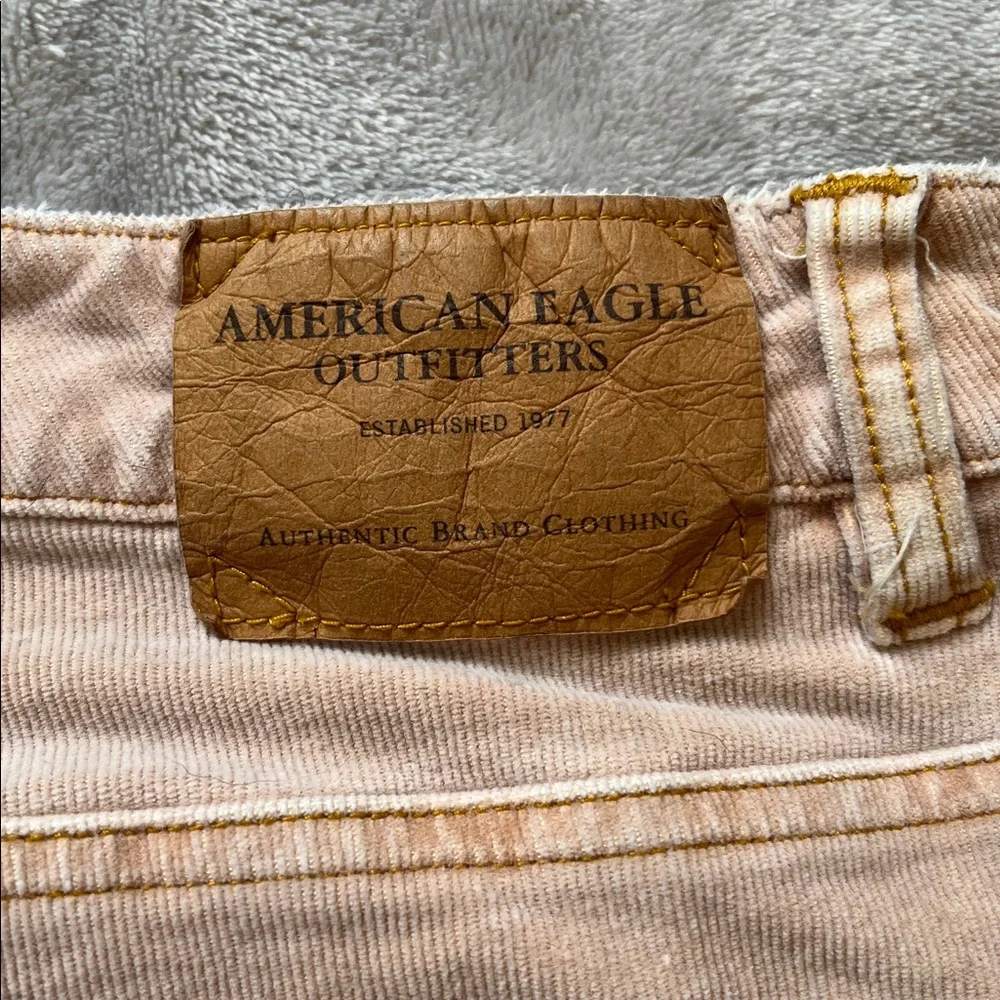 AMERICAN EAGLE
OUTFITTERS
ESTABLISHED 1977
AUTHENTIC BRAND CLOTHING